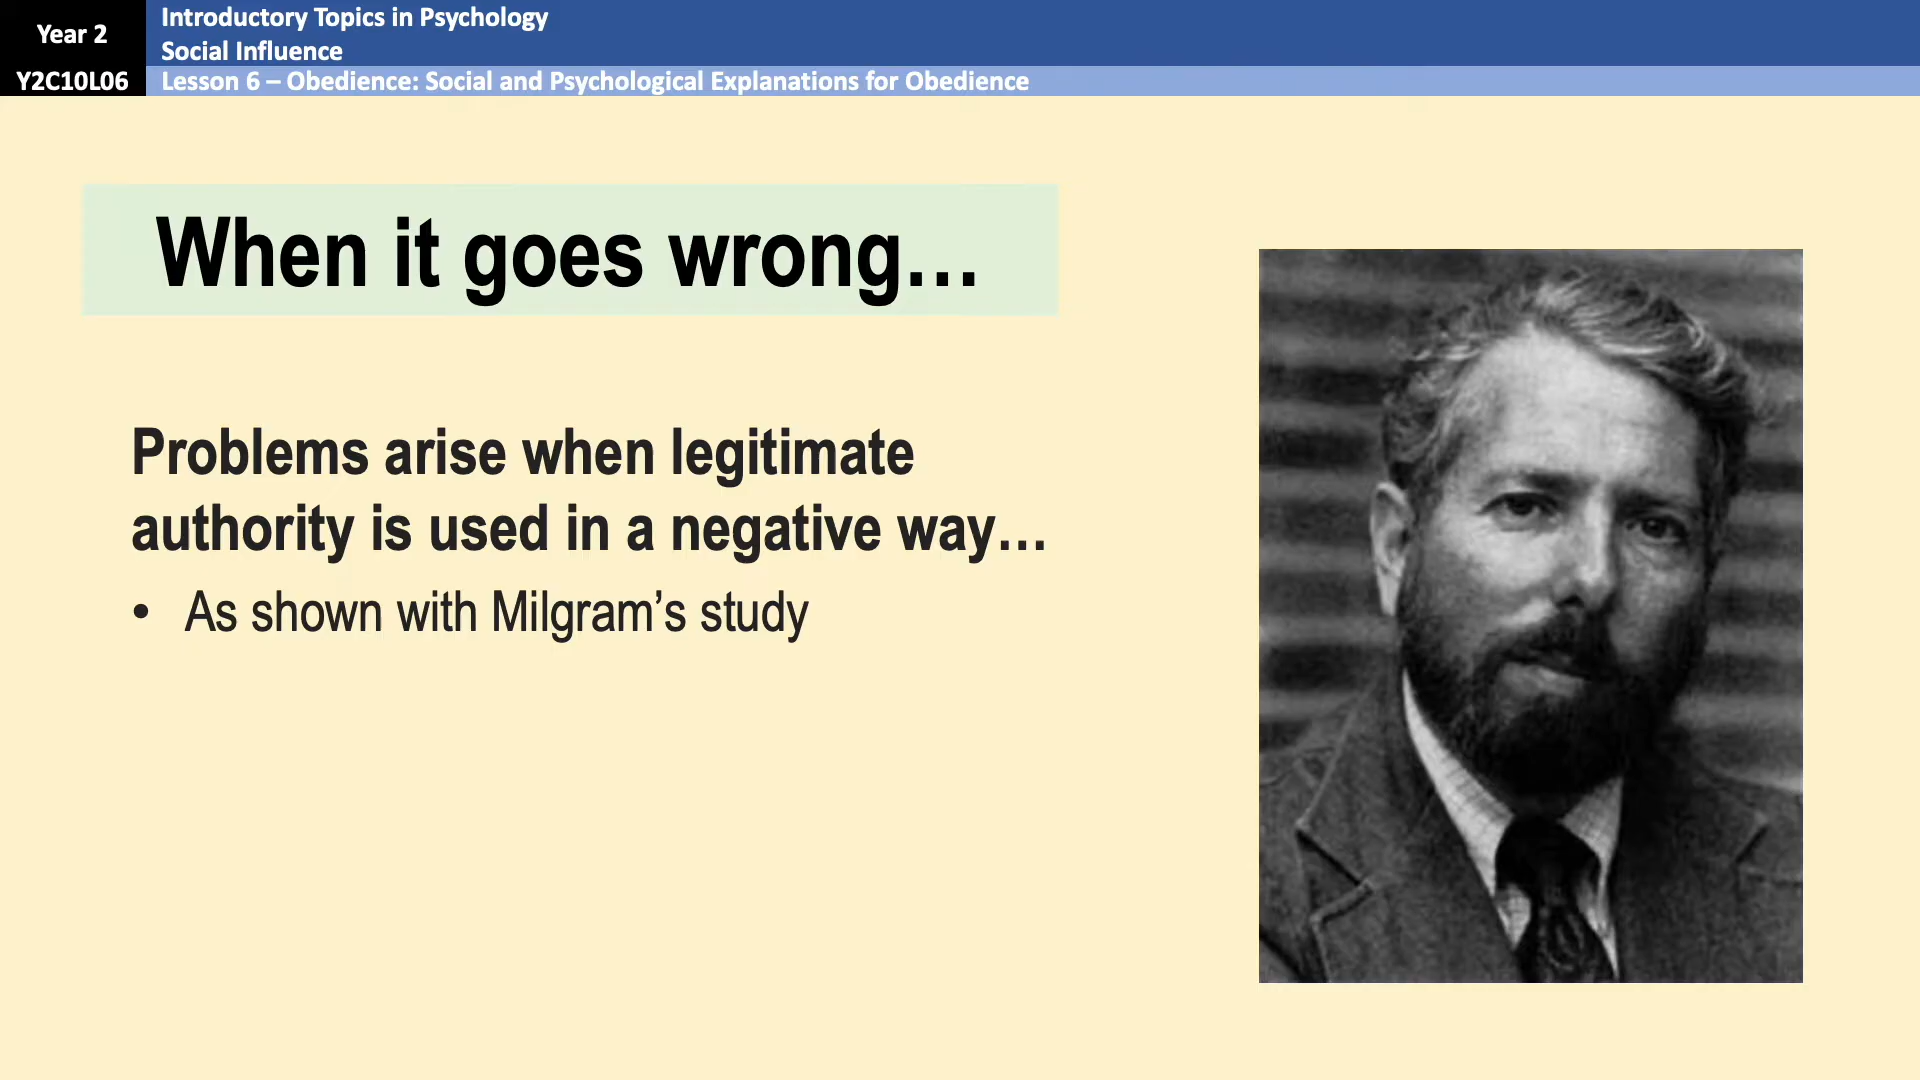 Year 2
Introductory Topics in Psychology
Social Influence
Y2C10L06
Lesson 6 – Obedience: Social and Psychological Explanations for Obedience
When it goes wrong…
Problems arise when legitimate
authority is used in a negative way…
• As shown with Milgram’s study